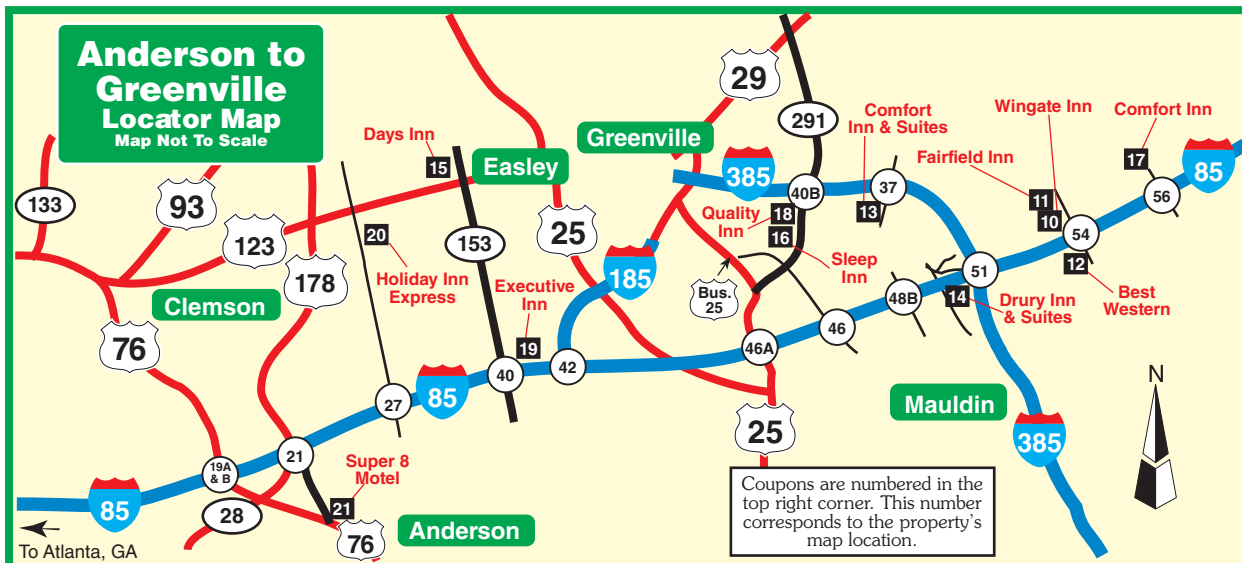 Anderson to
Greenville
Locator Map
Map Not To Scale
29
291
Comfort
Inn & Suites
Wingate Inn
Comfort Inn
Days Inn
15
Easley
Greenville
385
40B
37
Fairfield Inn
17
85
133
93
123
153
25
Quality
Inn
18
13
11
10
56
20
16
54
178
Holiday Inn
Express
185
Sleep
Inn
12
Clemson
Executive
Inn
Bus.
25
51
48B
14
Drury Inn
& Suites
Best
Western
76
19
46
40
42
46A
27
85
Mauldin
N
25
385
21
19A
& B
Super 8
Motel
85
28
21
Anderson
76
To Atlanta, GA
Coupons are numbered in the
top right corner. This number
corresponds to the property's
map location.